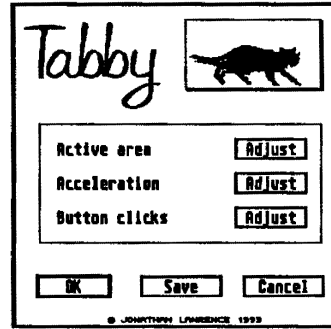 Tabby
Active area Adjust
Acceleration Adjust
Button clicks Adjust
OK Save Cancel
© JONATHAN LAWRENCE 1993